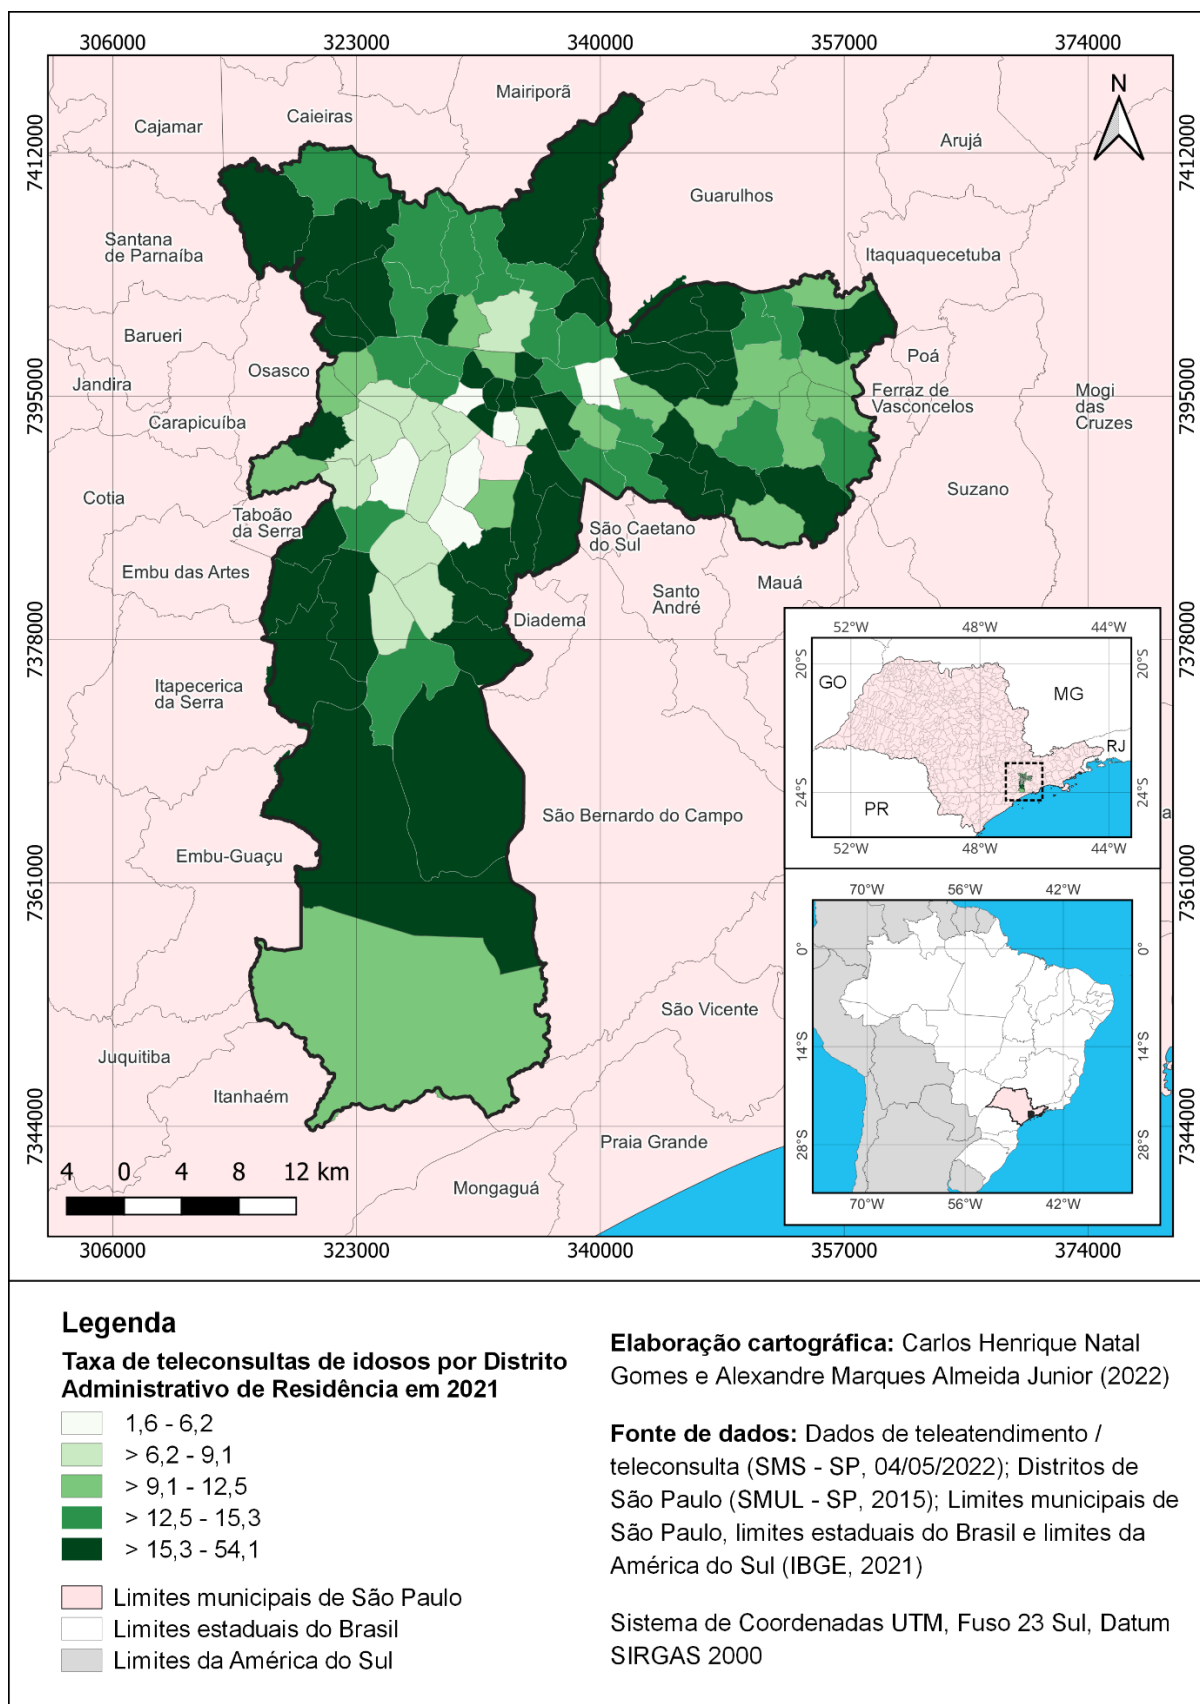 306000
323000
340000
357000
374000
7412000
7412000
7395000
7395000
7378000
7378000
7361000
7361000
7344000
7344000
N
Mairiporã
Caieiras
Cajamar
Arujá
Guarulhos
Santana
de Parnaíba
Itaquaquecetuba
Barueri
Osasco
Poá
Jandira
Ferraz de
Vasconcelos
Mogi
das
Cruzes
Carapicuíba
Cotia
Suzano
Taboão
da Serra
São Caetano
do Sul
Embu das Artes
Santo
André
Mauá
Diadema
Itapecerica
da Serra
São Bernardo do Campo
Embu-Guaçu
São Vicente
Juquitiba
Itanhaém
Praia Grande
Mongaguá
a
4 0 4 8 12 km
52°W 48°W 44°W
20°S
20°S
24°S
24°S
GO
MG
RJ
PR
52°W 48°W 44°W
70°W 56°W 42°W
0°
0°
14°S
14°S
28°S
28°S
70°W 56°W 42°W
306000
323000
340000
357000
374000
Legenda
Taxa de teleconsultas de idosos por Distrito
Administrativo de Residência em 2021
1,6 - 6,2
> 6,2 - 9,1
> 9,1 - 12,5
> 12,5 - 15,3
> 15,3 - 54,1
Limites municipais de São Paulo
Limites estaduais do Brasil
Limites da América do Sul
Elaboração cartográfica: Carlos Henrique Natal
Gomes e Alexandre Marques Almeida Junior (2022)
Fonte de dados: Dados de teleatendimento /
teleconsulta (SMS - SP, 04/05/2022); Distritos de
São Paulo (SMUL - SP, 2015); Limites municipais de
São Paulo, limites estaduais do Brasil e limites da
América do Sul (IBGE, 2021)
Sistema de Coordenadas UTM, Fuso 23 Sul, Datum
SIRGAS 2000